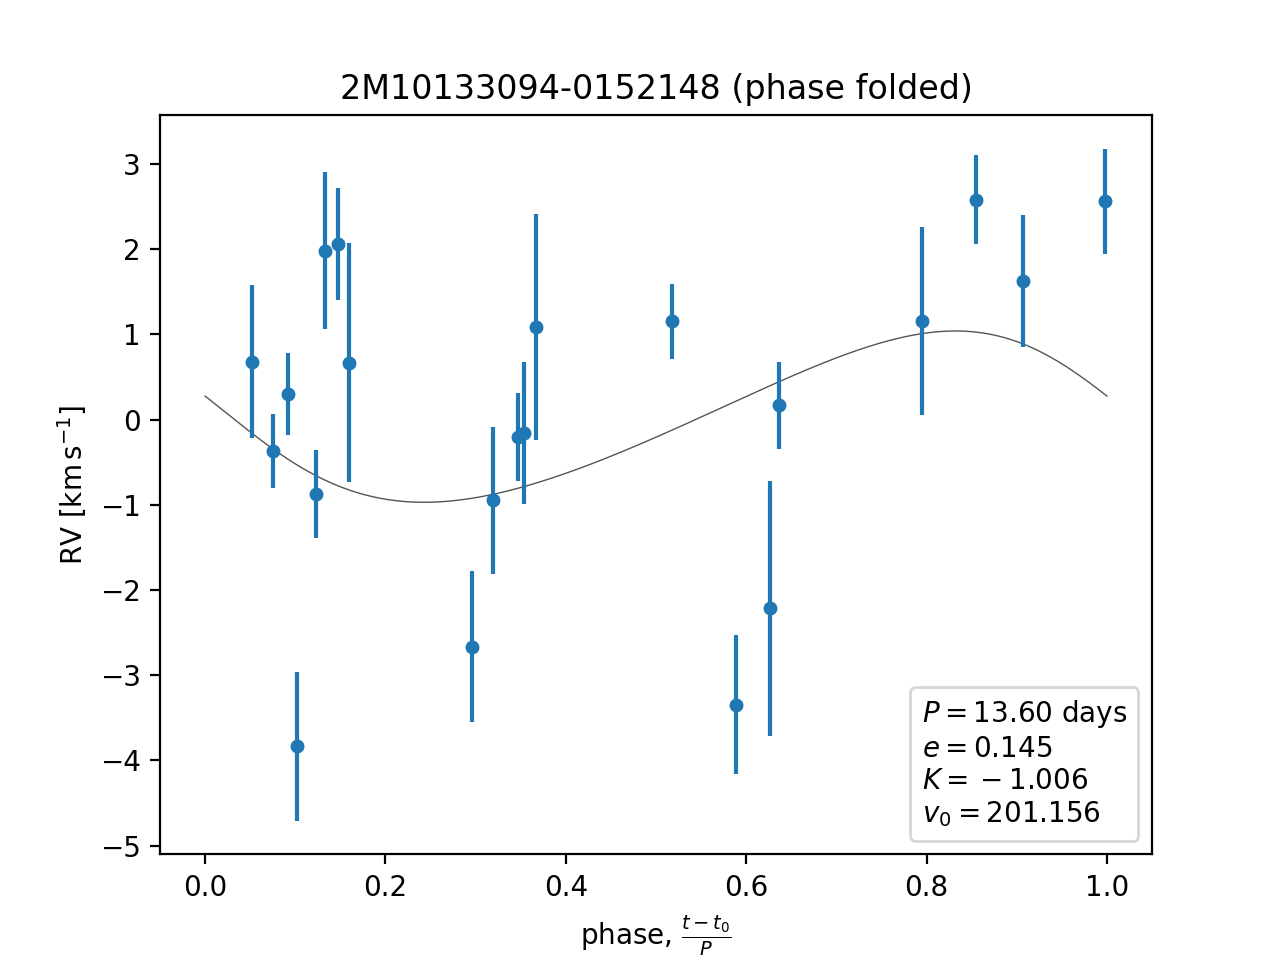 2M10133094-0152148 (phase folded)
RV [km s⁻¹]
3
2
1
0
−1
−2
−3
−4
−5
P = 13.60 days
e = 0.145
K = −1.006
v₀ = 201.156
0.0 0.2 0.4 0.6 0.8 1.0
phase, (t − t₀)/P